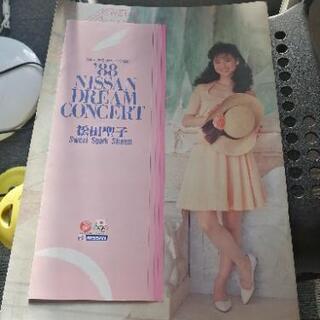 '88
NISSAN
DREAM
CONCERT
松田聖子
Sweet Spark Stream
NISSAN